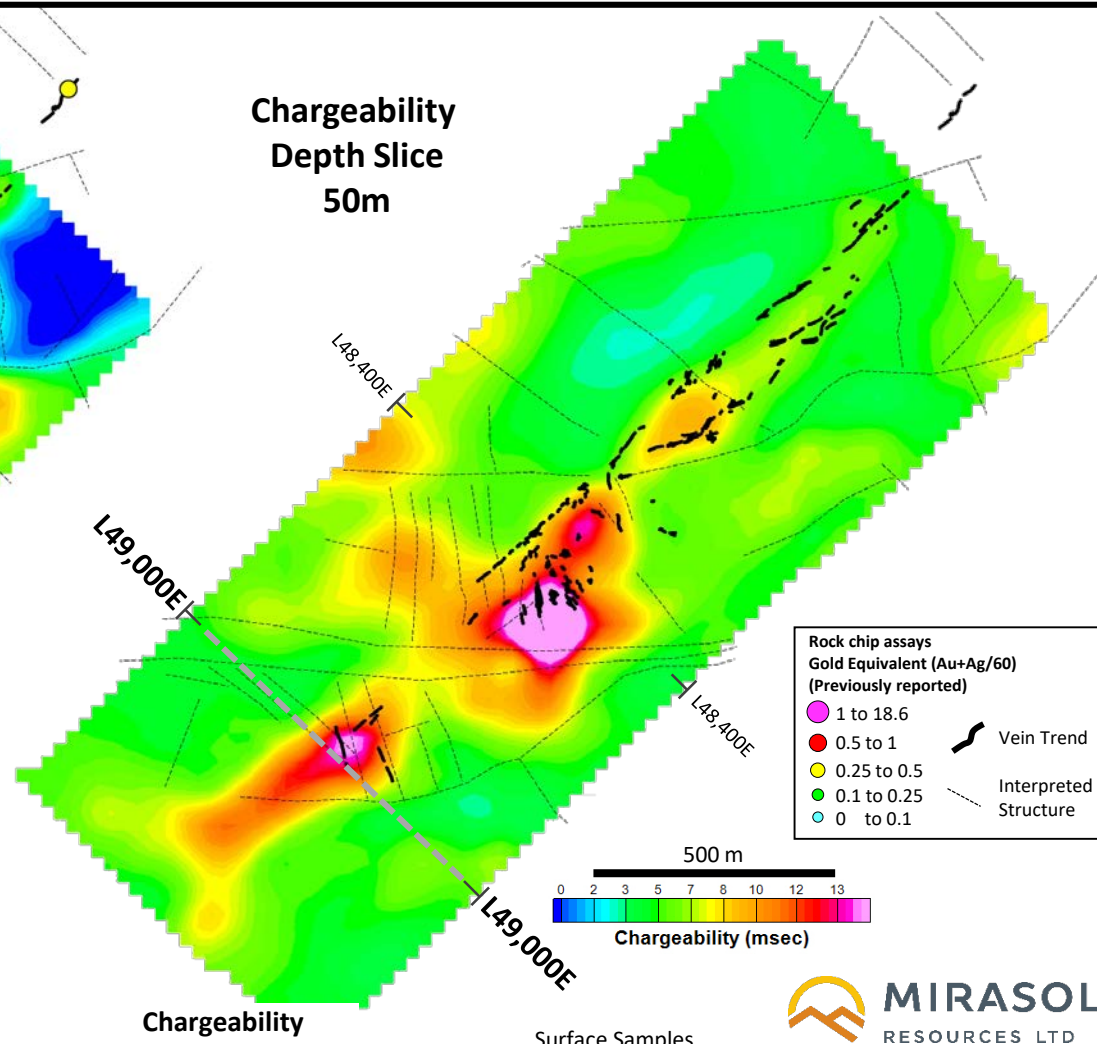 Chargeability
Depth Slice
50m
L48,400E
L49,000E
L48,400E
L49,000E
Rock chip assays
Gold Equivalent (Au+Ag/60)
(Previously reported)
1 to 18.6
0.5 to 1
0.25 to 0.5
0.1 to 0.25
0 to 0.1
Vein Trend
Interpreted
Structure
500 m
0 2 3 5 7 8 10 12 13
Chargeability (msec)
Chargeability
Surface Samples
MIRASOL
RESOURCES LTD